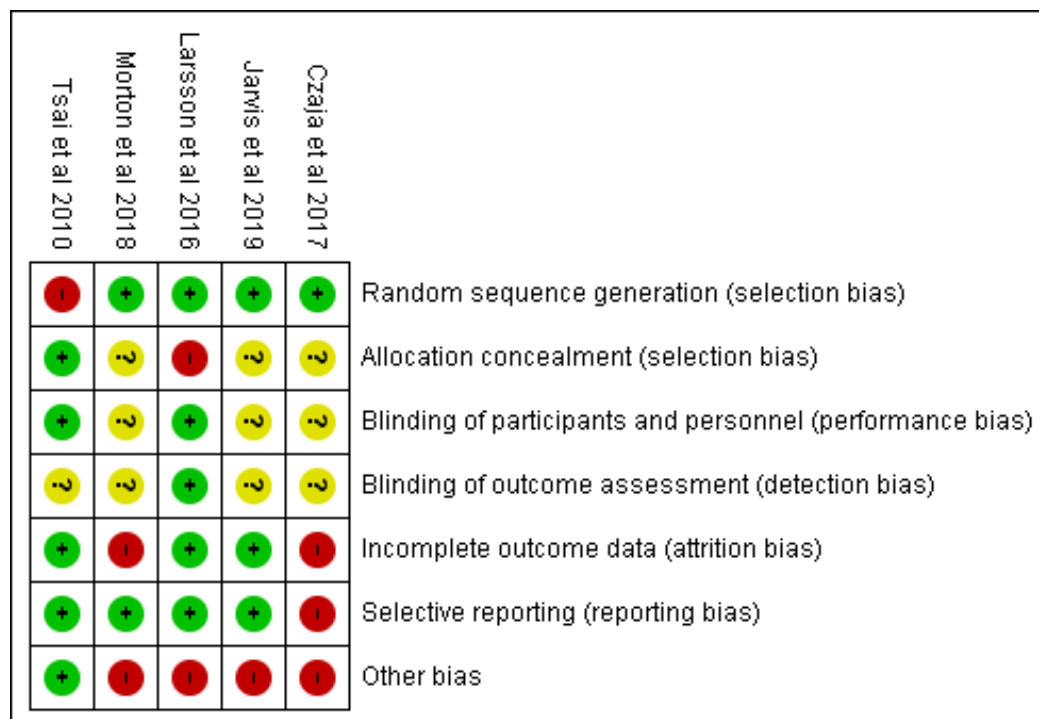 Tsai et al 2010
Morton et al 2018
Larsson et al 2016
Jarvis et al 2019
Czaja et al 2017
- + + + + Random sequence generation (selection bias)
+ ? - ? ? Allocation concealment (selection bias)
+ ? + ? ? Blinding of participants and personnel (performance bias)
? ? + ? ? Blinding of outcome assessment (detection bias)
+ - + + - Incomplete outcome data (attrition bias)
+ + + + - Selective reporting (reporting bias)
+ - - - - Other bias